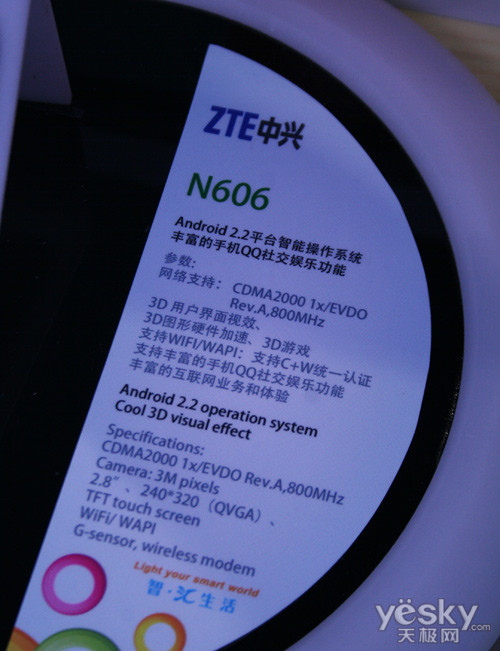 ZTE中兴
N606
Android 2.2平台智能操作系统
丰富的手机QQ社交娱乐功能
参数:
网络支持： CDMA2000 1x/EVDO
Rev.A,800MHz
3D 用户界面视效、
3D图形硬件加速、3D游戏
支持WIFI/WAPI：支持C+W统一认证
支持丰富的手机QQ社交娱乐功能
丰富的互联网业务和体验
Android 2.2 operation system
Cool 3D visual effect
Specifications:
CDMA2000 1x/EVDO Rev.A,800MHz
Camera: 3M pixels
2.8＂、240*320（QVGA）、
TFT touch screen
WiFi/ WAPI
G-sensor, wireless modem
Light your smart world
智·汇生活
yësky.com
天极网